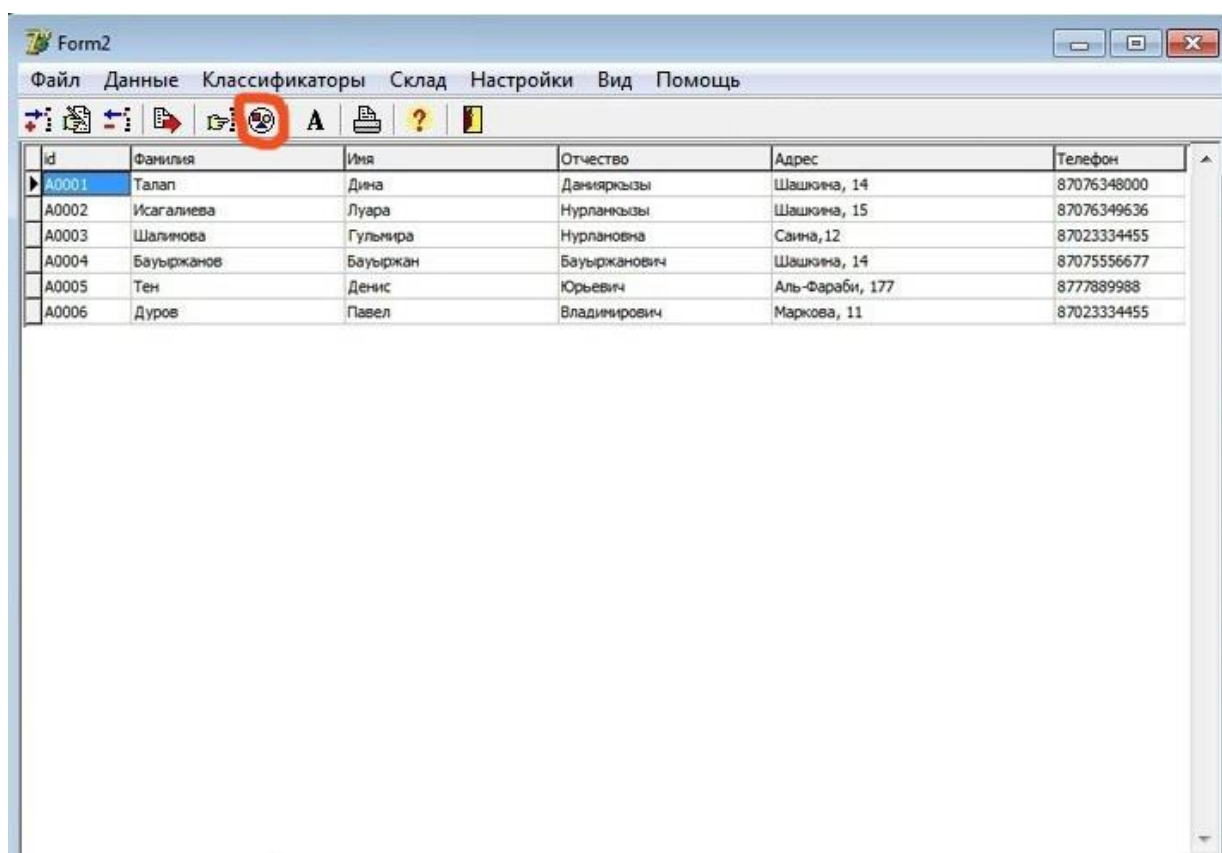 Form2
Файл Данные Классификаторы Склад Настройки Вид Помощь
A ?
id Фамилия Имя Отчество Адрес Телефон
A0001 Талап Дина Данияркызы Шашкина, 14 87076348000
A0002 Исагалиева Луара Нурланкызы Шашкина, 15 87076349636
A0003 Шалимова Гульмира Нурлановна Саина,12 87023334455
A0004 Бауыржанов Бауыржан Бауыржанович Шашкина, 14 87075556677
A0005 Тен Денис Юрьевич Аль-Фараби, 177 8777889988
A0006 Дуров Павел Владимирович Маркова, 11 87023334455